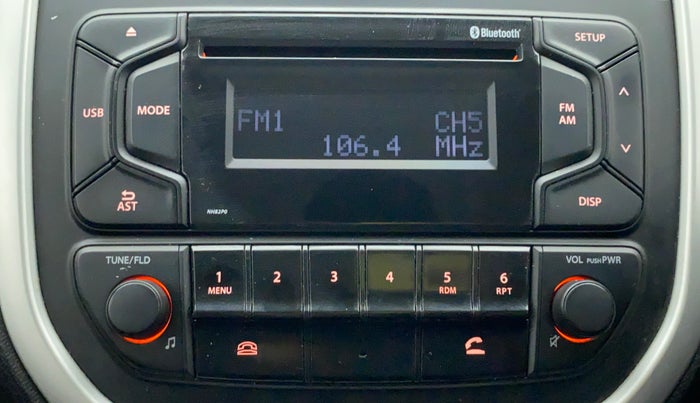 Bluetooth
SETUP
USB
MODE
FM1 CH5
106.4 MHz
FM
AM
AST
DISP
NH82P0
TUNE/FLD
VOL PUSH PWR
1
MENU
2
3
4
5
RDM
6
RPT